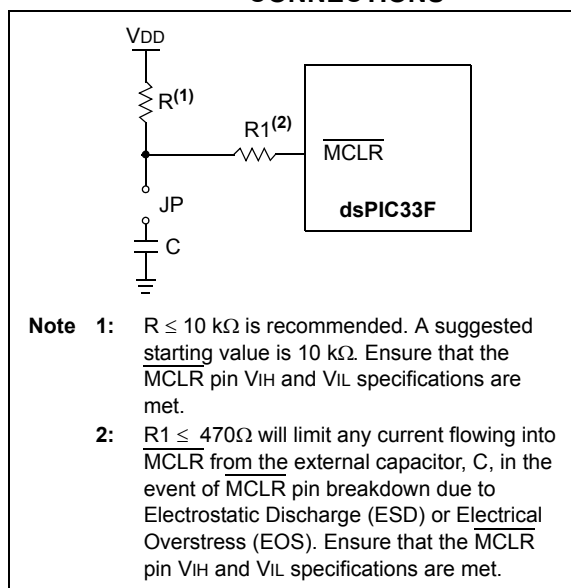 CONNECTIONS
VDD
R(1)
R1(2)
MCLR
JP
dsPIC33F
C
Note 1: R ≤ 10 kΩ is recommended. A suggested
starting value is 10 kΩ. Ensure that the
MCLR pin VIH and VIL specifications are
met.
2: R1 ≤ 470Ω will limit any current flowing into
MCLR from the external capacitor, C, in the
event of MCLR pin breakdown due to
Electrostatic Discharge (ESD) or Electrical
Overstress (EOS). Ensure that the MCLR
pin VIH and VIL specifications are met.